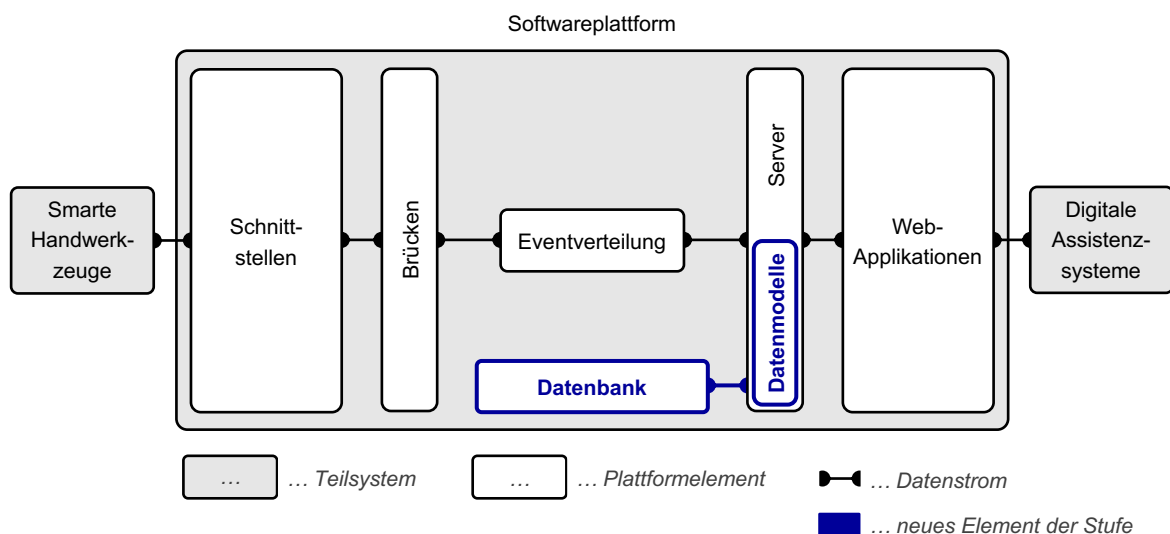 Softwareplattform
Smarte
Handwerk-
zeuge
Schnitt-
stellen
Brücken
Eventverteilung
Datenbank
Server
Datenmodelle
Web-
Applikationen
Digitale
Assistenz-
systeme
… … Teilsystem
… … Plattformelement
… Datenstrom
… neues Element der Stufe